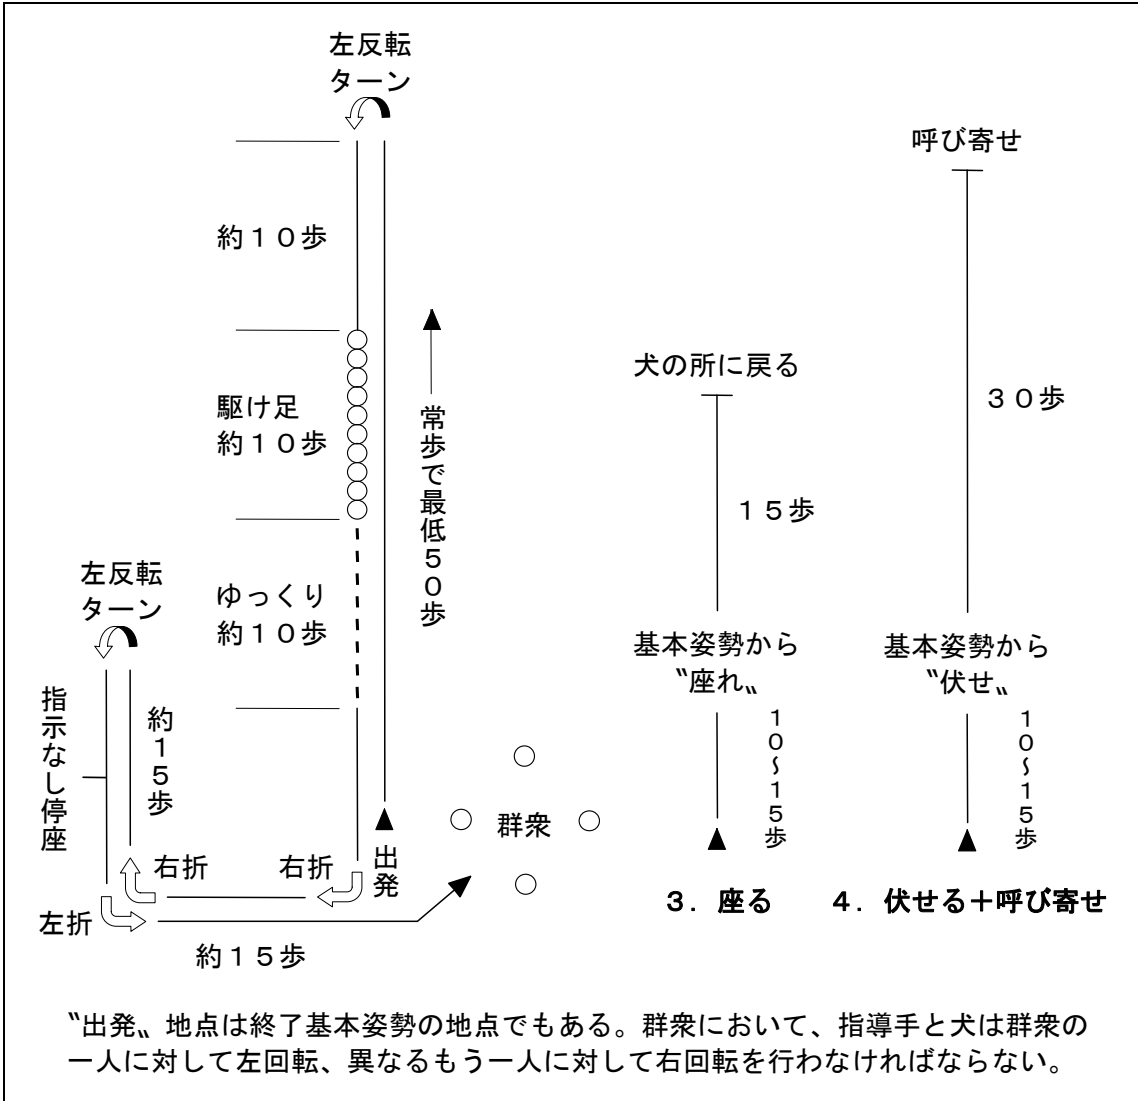 左反転
ターン
約１０歩
駆け足
約１０歩
ゆっくり
約１０歩
常歩で最低５０歩
左反転
ターン
指示なし停座
約１５歩
右折
右折
出発
左折
約１５歩
群衆
犬の所に戻る
１５歩
基本姿勢から
〝座れ〟
１０～１５歩
３．座る
呼び寄せ
３０歩
基本姿勢から
〝伏せ〟
１０～１５歩
４．伏せる＋呼び寄せ
〝出発〟地点は終了基本姿勢の地点でもある。群衆において、指導手と犬は群衆の
一人に対して左回転、異なるもう一人に対して右回転を行わなければならない。